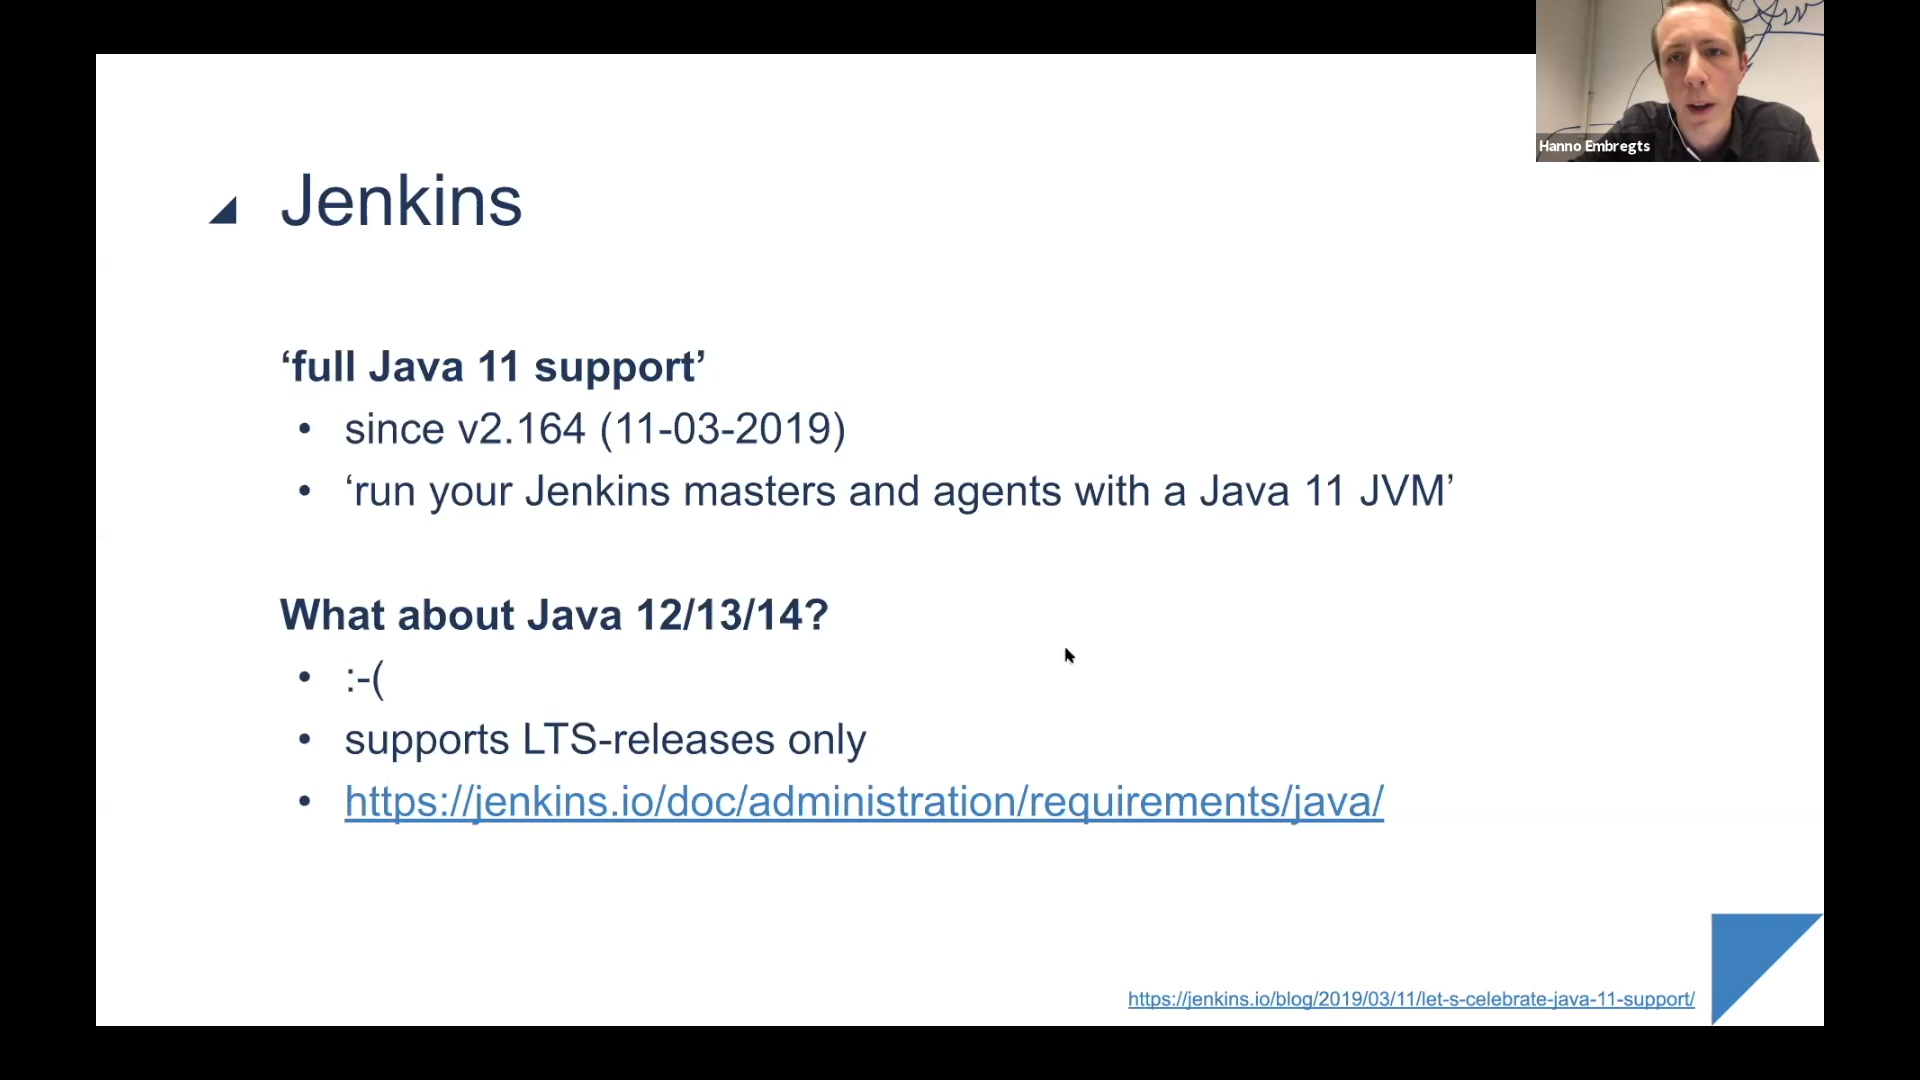 Hanno Embregts
Jenkins
‘full Java 11 support’
• since v2.164 (11-03-2019)
• ‘run your Jenkins masters and agents with a Java 11 JVM’
What about Java 12/13/14?
• :-(
• supports LTS-releases only
• https://jenkins.io/doc/administration/requirements/java/
https://jenkins.io/blog/2019/03/11/let-s-celebrate-java-11-support/